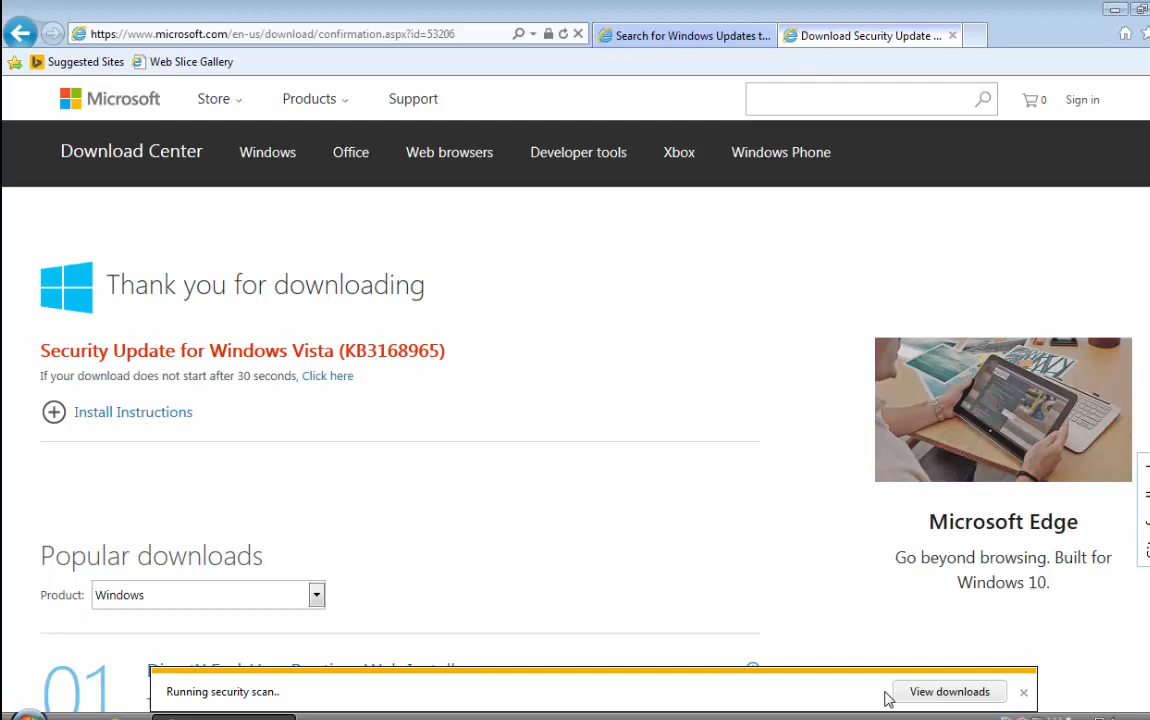 https://www.microsoft.com/en-us/download/confirmation.aspx?id=53206
Search for Windows Updates t...
Download Security Update ...
Suggested Sites
Web Slice Gallery
Microsoft
Store
Products
Support
0
Sign in
Download Center
Windows
Office
Web browsers
Developer tools
Xbox
Windows Phone
Thank you for downloading
Security Update for Windows Vista (KB3168965)
If your download does not start after 30 seconds, Click here
Install Instructions
Microsoft Edge
Go beyond browsing. Built for
Windows 10.
Popular downloads
Product:
Windows
01
Running security scan..
View downloads